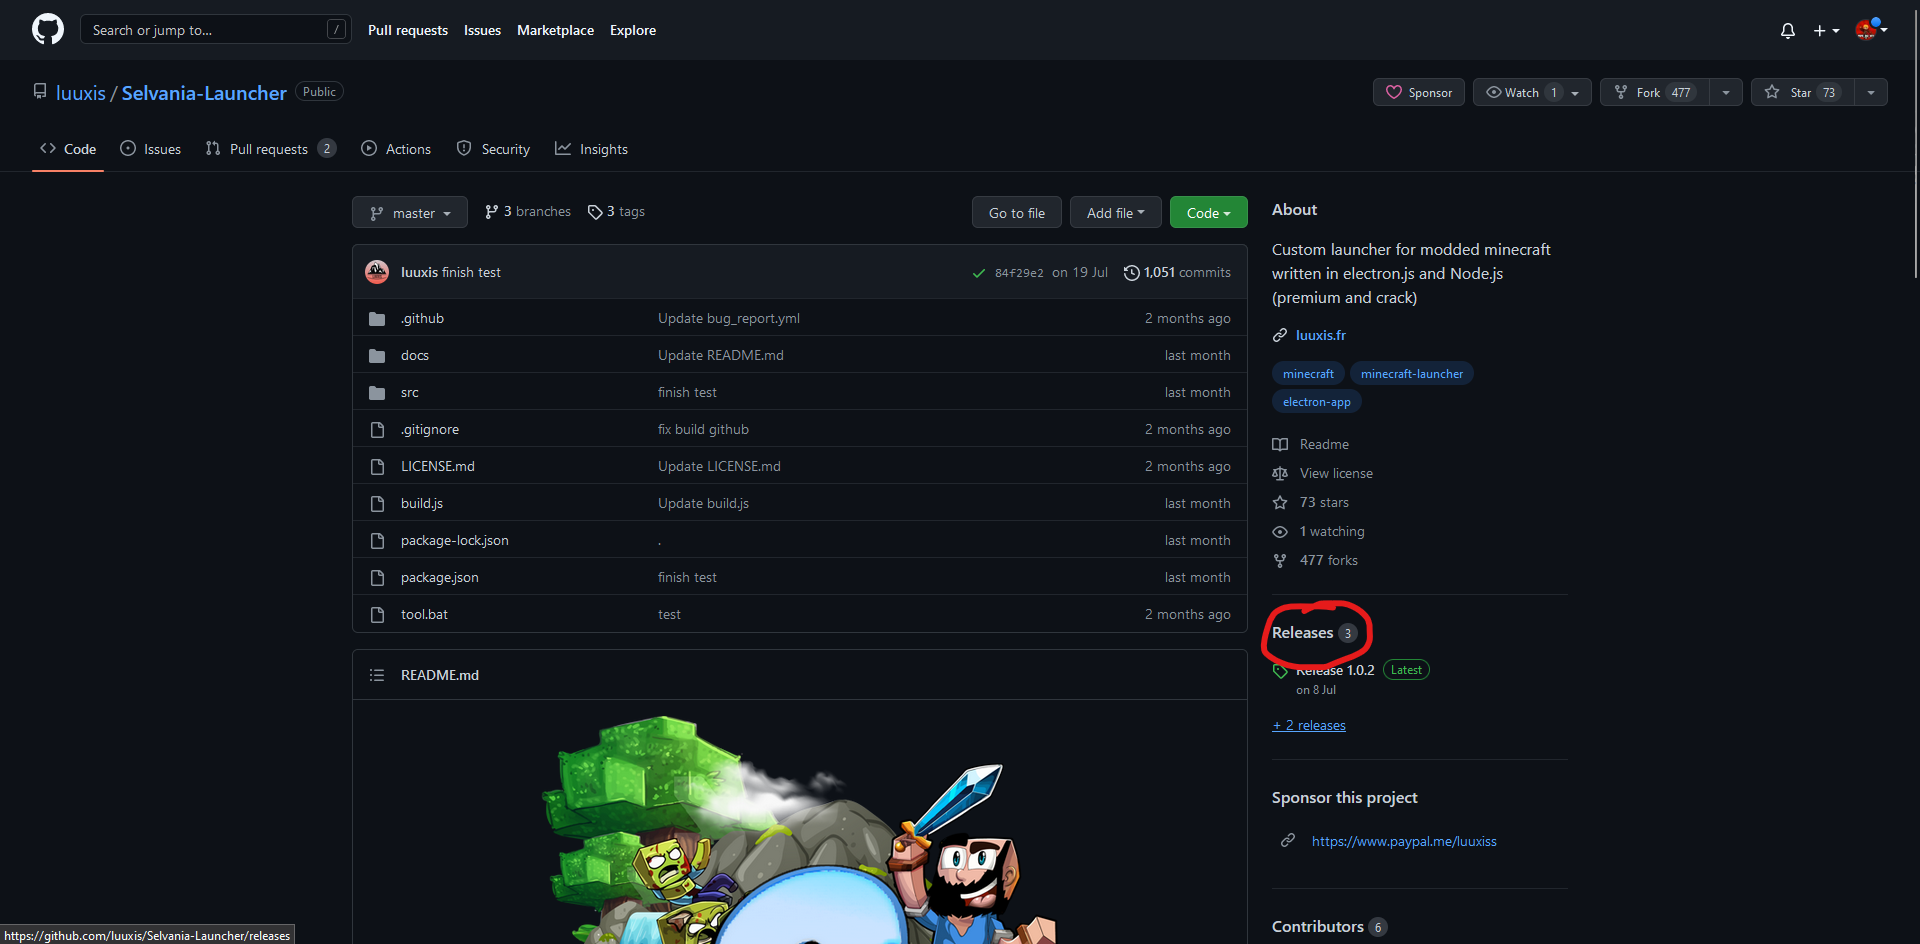 Search or jump to... /
Pull requests Issues Marketplace Explore
luuxis / Selvania-Launcher Public
Sponsor Watch 1 Fork 477 Star 73
Code Issues Pull requests 2 Actions Security Insights
master 3 branches 3 tags Go to file Add file Code
luuxis finish test 84f29e2 on 19 Jul 1,051 commits
.github Update bug_report.yml 2 months ago
docs Update README.md last month
src finish test last month
.gitignore fix build github 2 months ago
LICENSE.md Update LICENSE.md 2 months ago
build.js Update build.js last month
package-lock.json . last month
package.json finish test last month
tool.bat test 2 months ago
README.md
About
Custom launcher for modded minecraft
written in electron.js and Node.js
(premium and crack)
luuxis.fr
minecraft minecraft-launcher
electron-app
Readme
View license
73 stars
1 watching
477 forks
Releases 3
Release 1.0.2 Latest
on 8 Jul
+ 2 releases
Sponsor this project
https://www.paypal.me/luuxiss
Contributors 6
https://github.com/luuxis/Selvania-Launcher/releases